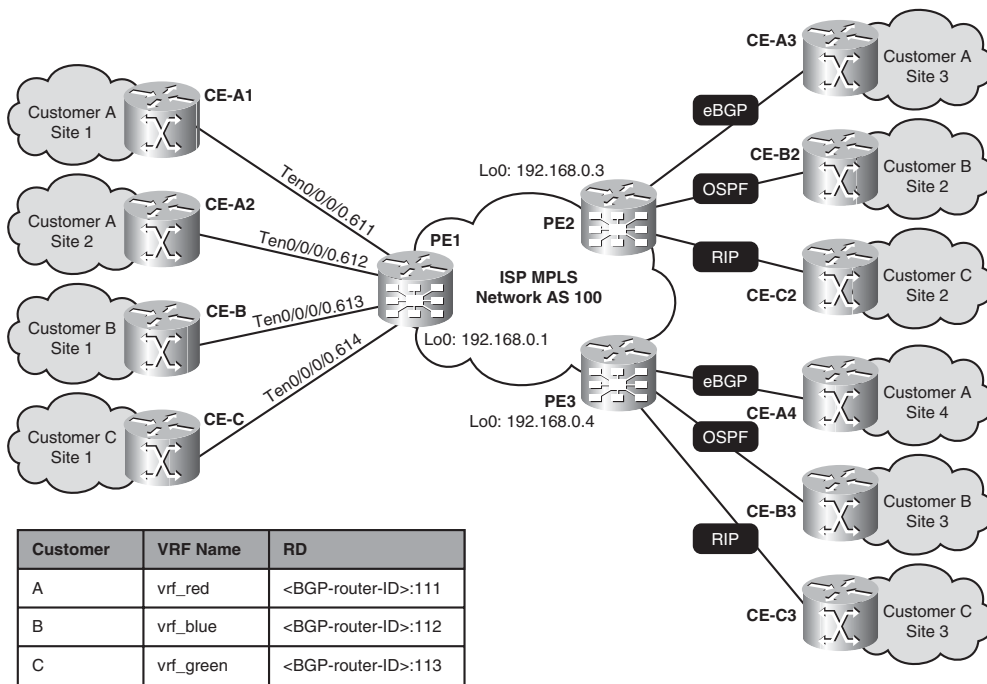 CE-A1
Customer A
Site 1
Ten0/0/0/0.611
CE-A2
Customer A
Site 2
Ten0/0/0/0.612
CE-B
Customer B
Site 1
Ten0/0/0/0.613
CE-C
Customer C
Site 1
Ten0/0/0/0.614
PE1
Lo0: 192.168.0.1
ISP MPLS
Network AS 100
Lo0: 192.168.0.3
PE2
PE3
Lo0: 192.168.0.4
CE-A3
Customer A
Site 3
eBGP
CE-B2
Customer B
Site 2
OSPF
RIP
CE-C2
Customer C
Site 2
eBGP
CE-A4
Customer A
Site 4
OSPF
CE-B3
Customer B
Site 3
RIP
CE-C3
Customer C
Site 3
Customer VRF Name RD
A vrf_red <BGP-router-ID>:111
B vrf_blue <BGP-router-ID>:112
C vrf_green <BGP-router-ID>:113